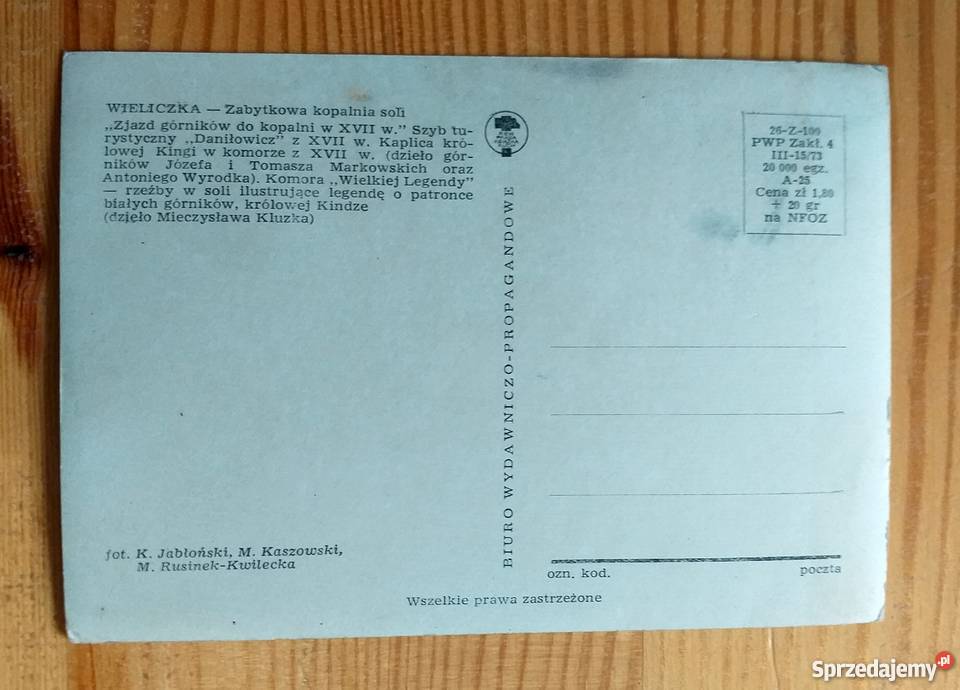 WIELICZKA — Zabytkowa kopalnia soli
„Zjazd górników do kopalni w XVII w." Szyb tu-
rystyczny „Daniłowicz" z XVII w. Kaplica kró-
lowej Kingi w komorze z XVII w. (dzieło gór-
ników Józefa i Tomasza Markowskich oraz
Antoniego Wyrodka). Komora „Wielkiej Legendy"
— rzeźby w soli ilustrujące legendę o patronce
białych górników, królowej Kindze
(dzieło Mieczysława Kluzka)
fot. K. Jabłoński, M. Kaszowski,
M. Rusinek-Kwilecka
BIURO WYDAWNICZO-PROPAGANDOWE
26-Z-100
PWP Zakł. 4
III-15/73
20 000 egz.
A-25
Cena zł 1,80
+ 20 gr
na NFOZ
ozn. kod.
poczta
Wszelkie prawa zastrzeżone
Sprzedajemy.pl